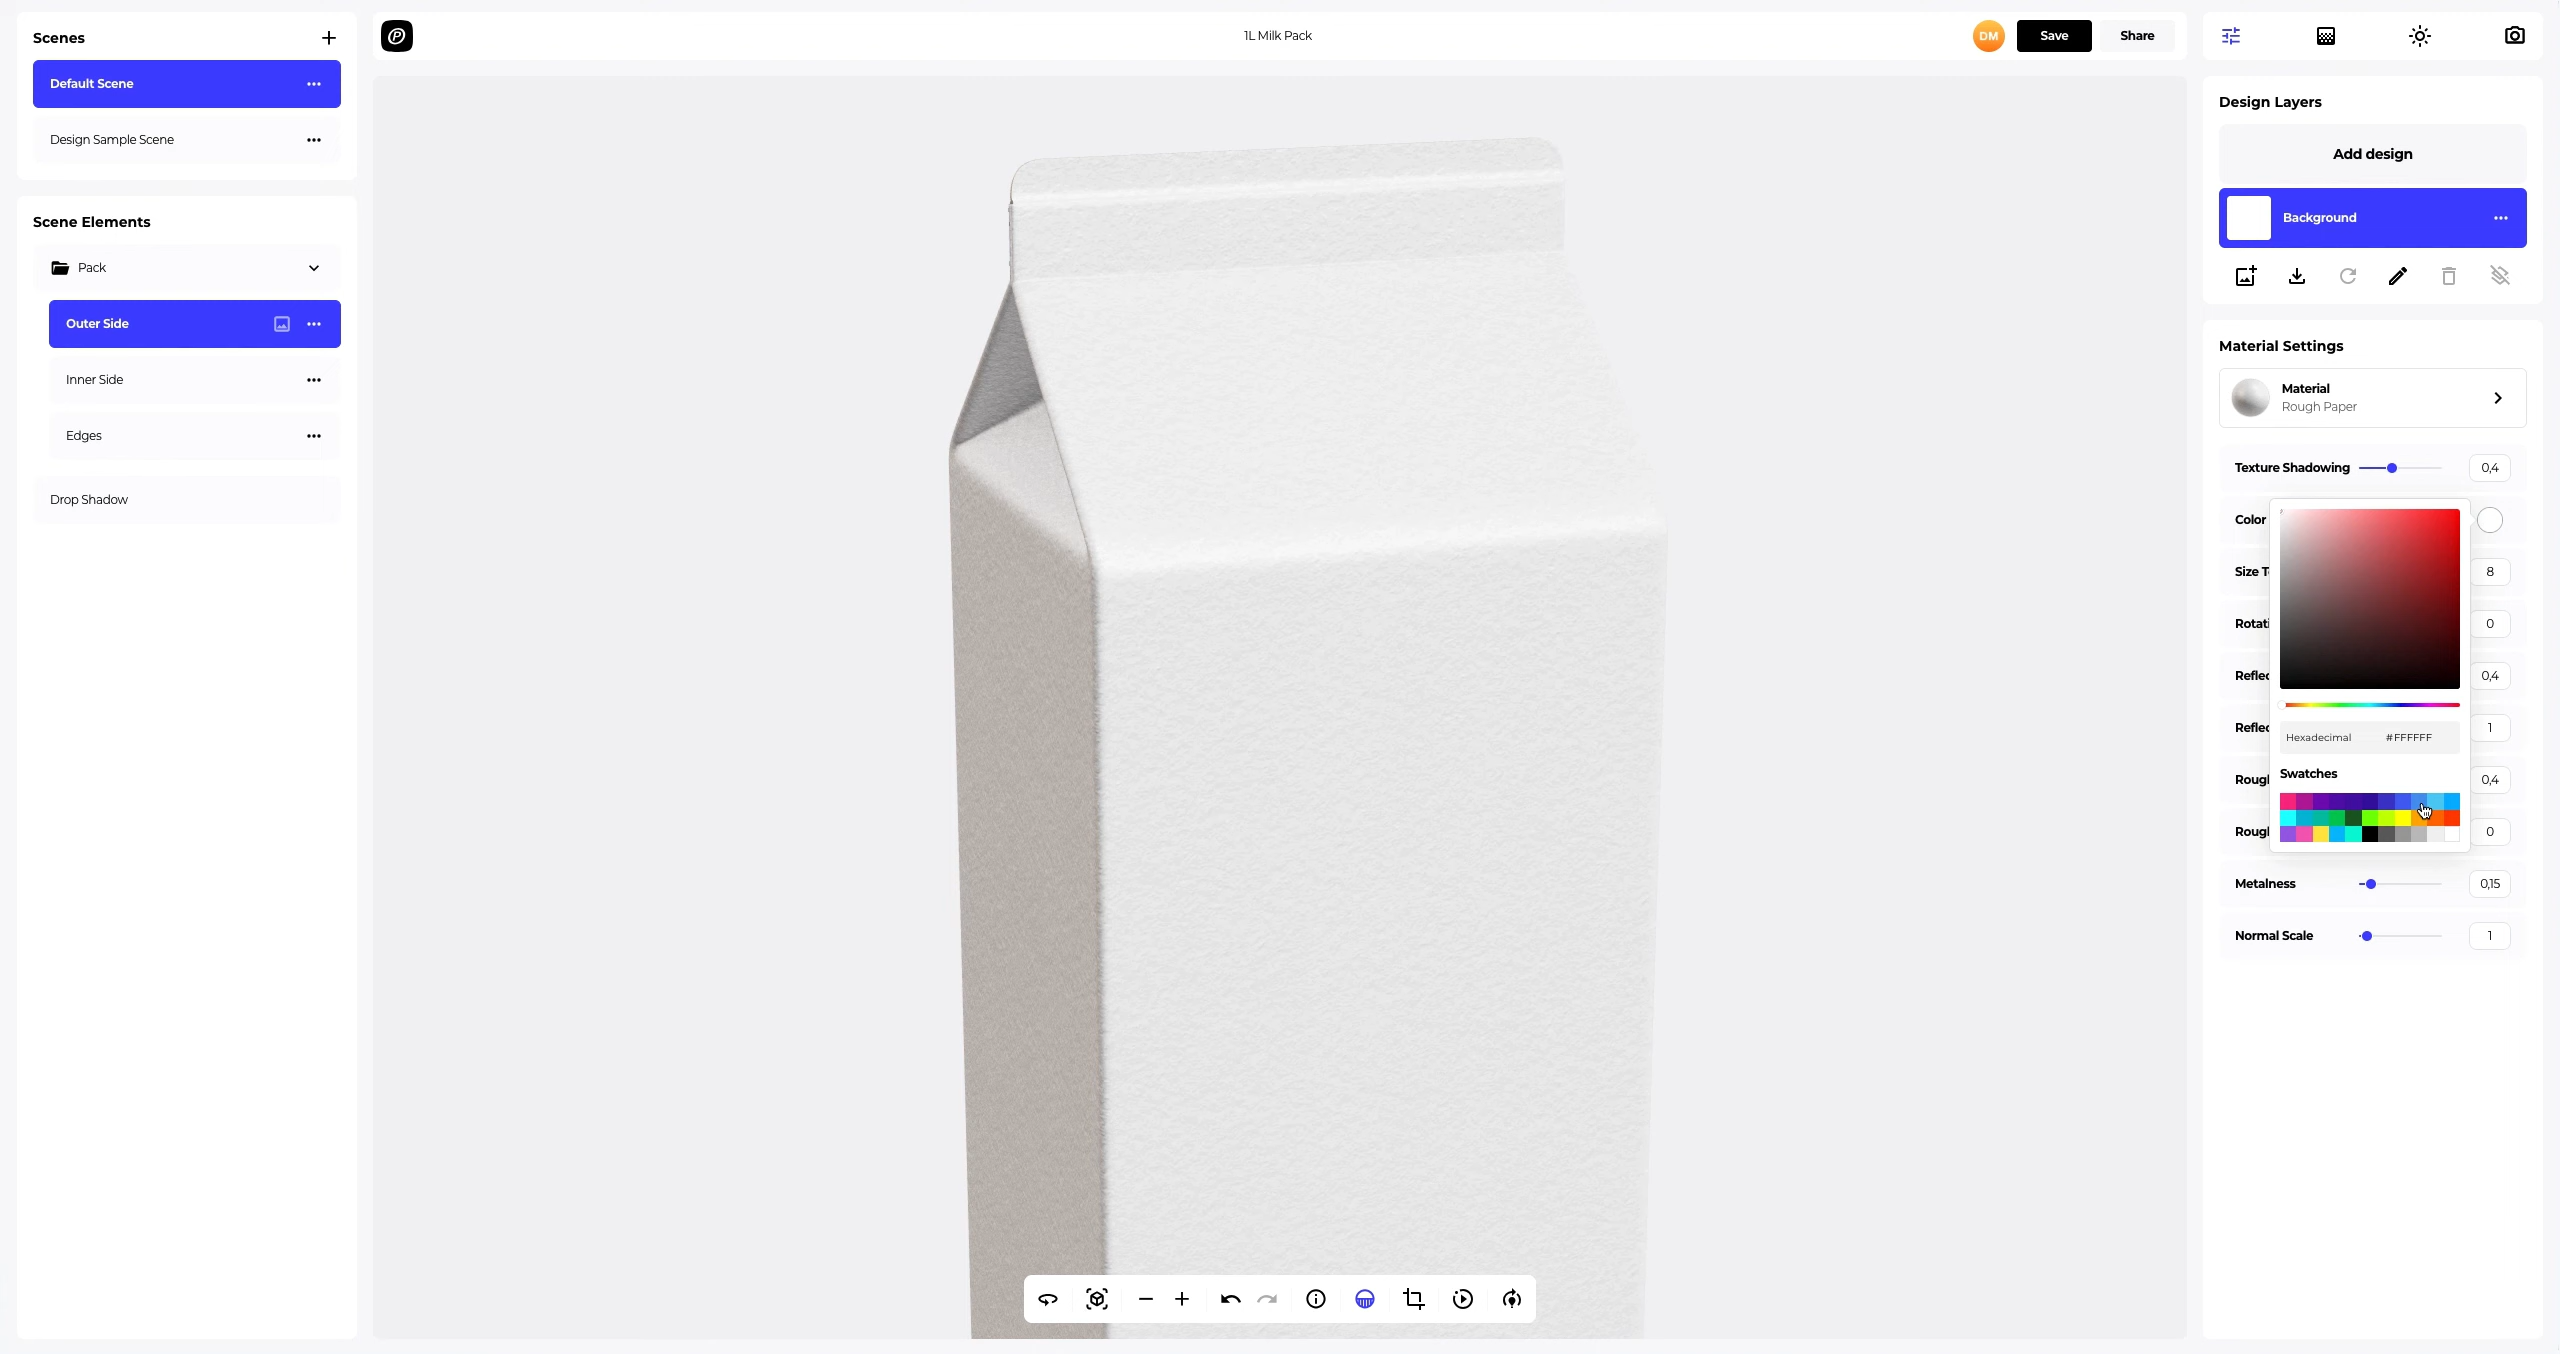 Scenes
Default Scene
Design Sample Scene
Scene Elements
Pack
Outer Side
Inner Side
Edges
Drop Shadow
1L Milk Pack
DM
Save
Share
Design Layers
Add design
Background
Material Settings
Material
Rough Paper
Texture Shadowing 0,4
Color
Size T 8
Rotati 0
Reflec 0,4
Reflec 1
Hexadecimal #FFFFFF
Swatches
Rough 0,4
Rough 0
Metalness 0,15
Normal Scale 1